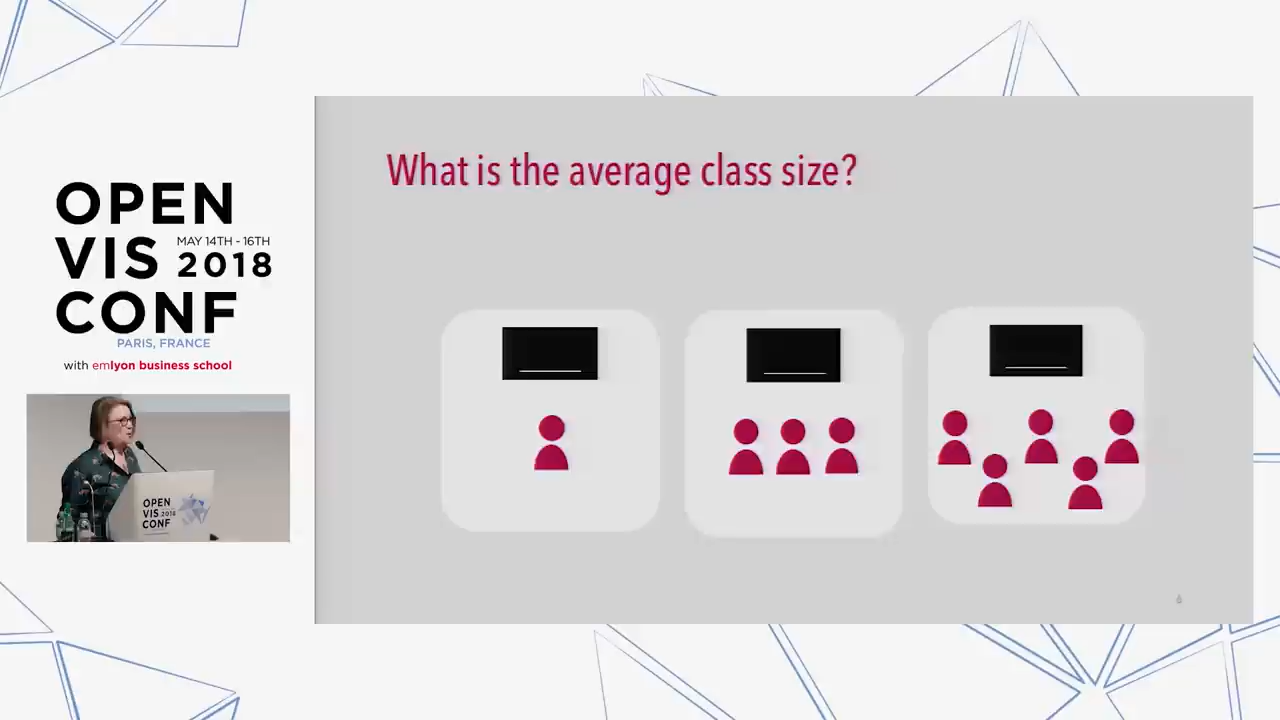 OPEN
VIS MAY 14TH - 16TH
2018
CONF
PARIS, FRANCE
with emlyon business school
What is the average class size?
OPEN
VIS 2018
CONF